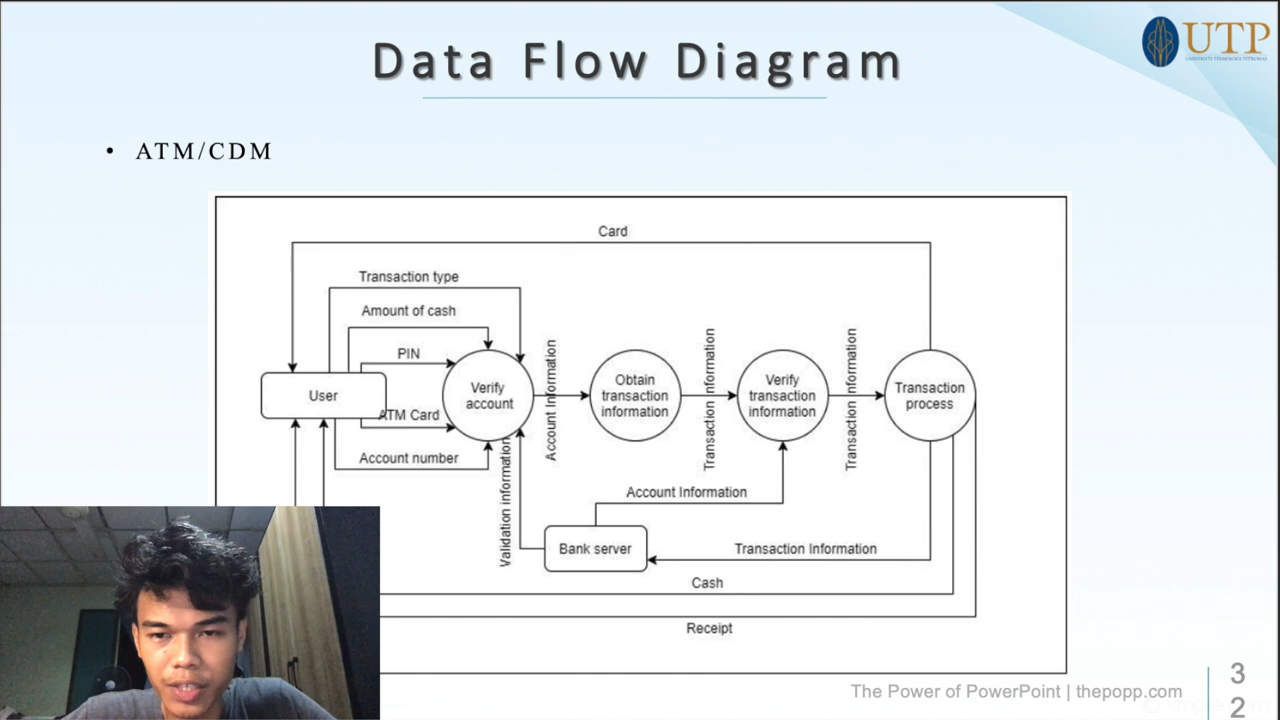 Data Flow Diagram
UTP
UNIVERSITI TEKNOLOGI PETRONAS
• ATM/CDM
Card
Transaction type
Amount of cash
PIN
User
ATM Card
Account number
Verify
account
Account Information
Obtain
transaction
information
Transaction Information
Verify
transaction
information
Transaction Information
Transaction
process
Validation information
Account Information
Bank server
Transaction Information
Cash
Receipt
The Power of PowerPoint | thepopp.com
3
2